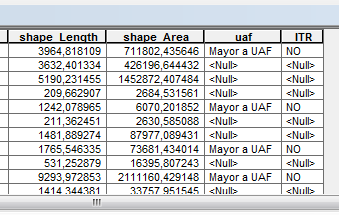 shape_Length shape_Area uaf ITR
3964,818109 711802,435646 Mayor a UAF NO
3632,401334 426196,644432 <Null> <Null>
5190,231455 1452872,407484 <Null> <Null>
209,662907 2684,531561 <Null> <Null>
1242,078965 6070,201852 Mayor a UAF NO
211,362451 2630,585088 <Null> <Null>
1481,889274 87977,089431 <Null> <Null>
1765,546335 73681,434014 Mayor a UAF NO
531,252879 16395,807243 <Null> <Null>
9293,972853 2111160,429148 Mayor a UAF NO
1414,344381 33757,951545 <Null> <Null>